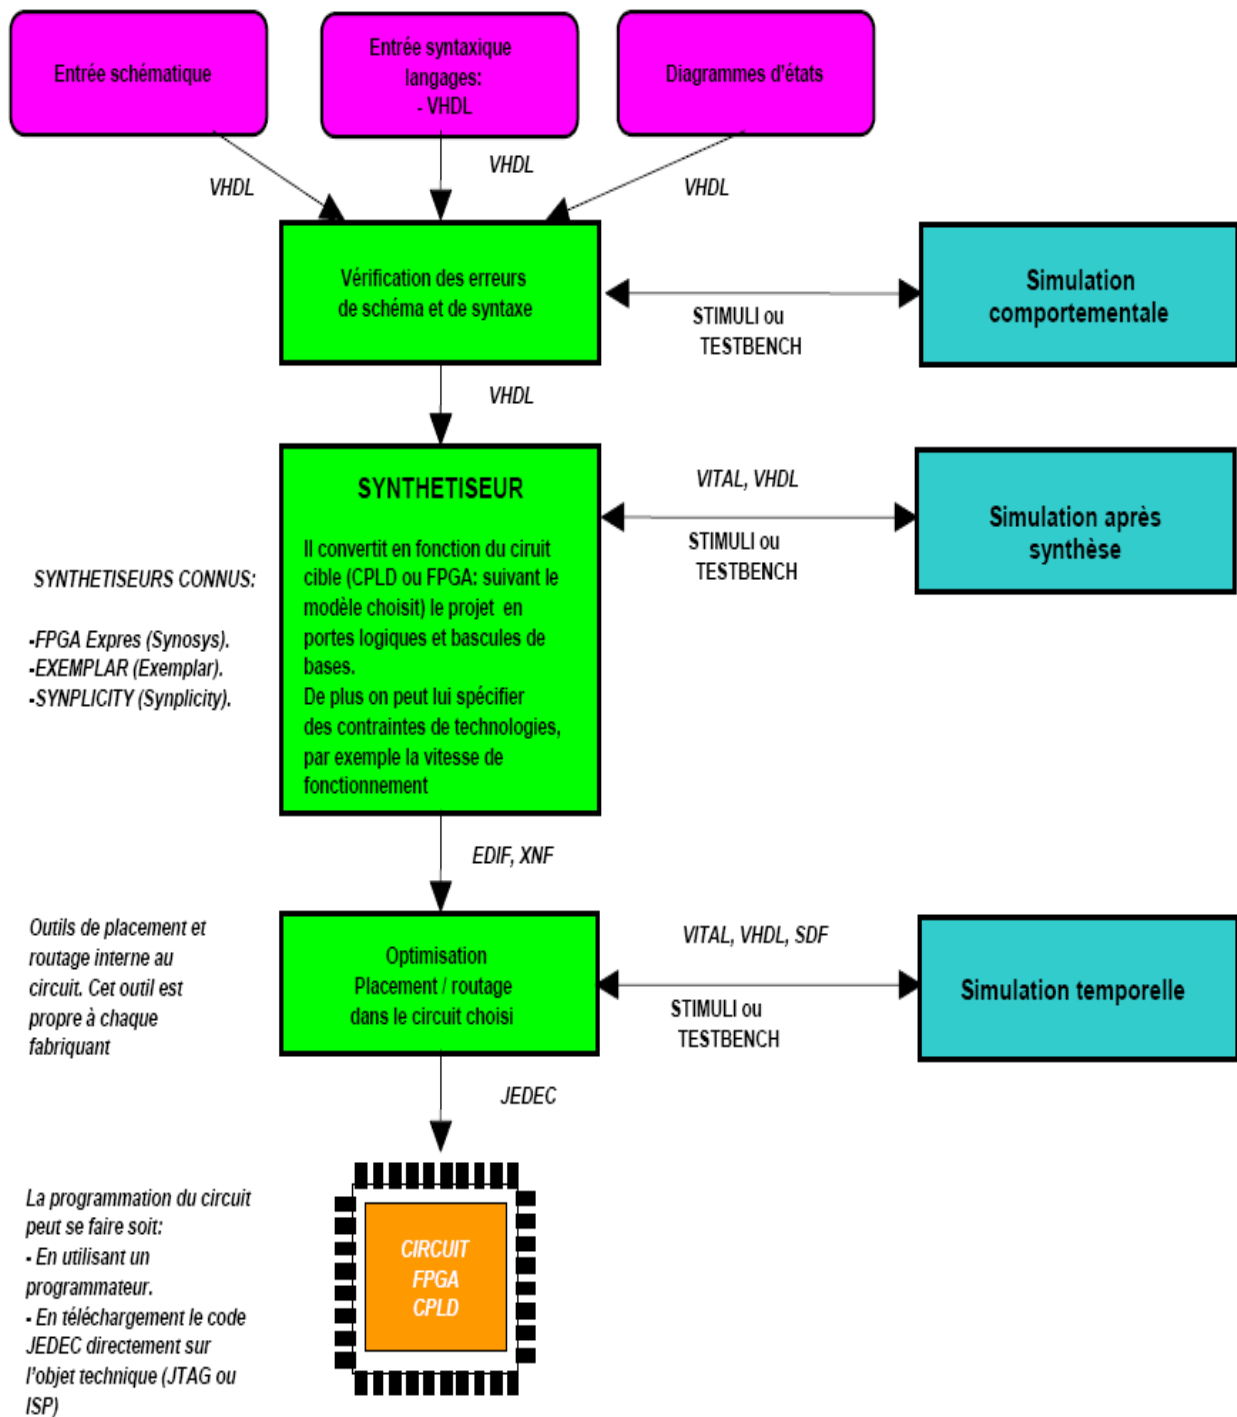 Entrée schématique
Entrée syntaxique
langages:
- VHDL
Diagrammes d'états
VHDL
VHDL
VHDL
Vérification des erreurs
de schéma et de syntaxe
STIMULI ou
TESTBENCH
Simulation
comportementale
VHDL
SYNTHETISEUR
Il convertit en fonction du ciruit
cible (CPLD ou FPGA: suivant le
modèle choisit) le projet en
portes logiques et bascules de
bases.
De plus on peut lui spécifier
des contraintes de technologies,
par exemple la vitesse de
fonctionnement
VITAL, VHDL
STIMULI ou
TESTBENCH
Simulation après
synthèse
SYNTHETISEURS CONNUS:
-FPGA Expres (Synosys).
-EXEMPLAR (Exemplar).
-SYNPLICITY (Synplicity).
EDIF, XNF
Outils de placement et
routage interne au
circuit. Cet outil est
propre à chaque
fabriquant
Optimisation
Placement / routage
dans le circuit choisi
VITAL, VHDL, SDF
STIMULI ou
TESTBENCH
Simulation temporelle
JEDEC
La programmation du circuit
peut se faire soit:
- En utilisant un
programmateur.
- En téléchargement le code
JEDEC directement sur
l'objet technique (JTAG ou
ISP)
CIRCUIT
FPGA
CPLD